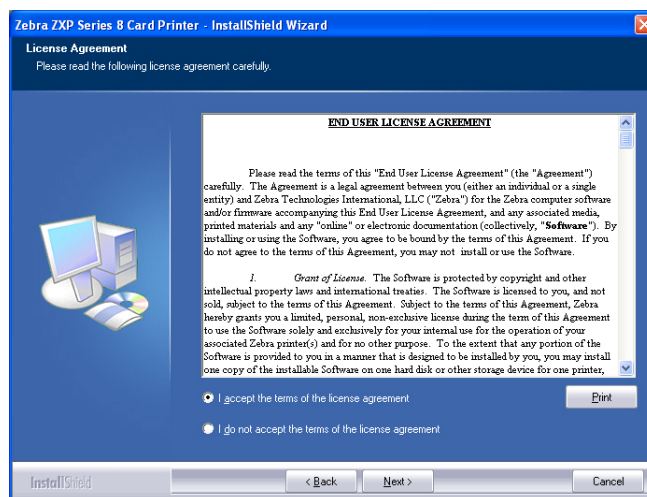 Zebra ZXP Series 8 Card Printer - InstallShield Wizard
License Agreement
Please read the following license agreement carefully.
END USER LICENSE AGREEMENT
Please read the terms of this "End User License Agreement" (the "Agreement")
carefully. The Agreement is a legal agreement between you (either an individual or a single
entity) and Zebra Technologies International, LLC ("Zebra") for the Zebra computer software
and/or firmware accompanying this End User License Agreement, and any associated media,
printed materials and any "online" or electronic documentation (collectively, "Software"). By
installing or using the Software, you agree to be bound by the terms of this Agreement. If you
do not agree to the terms of this Agreement, you may not install or use the Software.
1. Grant of License. The Software is protected by copyright and other
intellectual property laws and international treaties. The Software is licensed to you, and not
sold, subject to the terms of this Agreement. Subject to the terms of this Agreement, Zebra
hereby grants you a limited, personal, non-exclusive license during the term of this Agreement
to use the Software solely and exclusively for your internal use for the operation of your
associated Zebra printer(s) and for no other purpose. To the extent that any portion of the
Software is provided to you in a manner that is designed to be installed by you, you may install
one copy of the installable Software on one hard disk or other storage device for one printer,
I accept the terms of the license agreement
Print
I do not accept the terms of the license agreement
InstallShield
< Back
Next >
Cancel